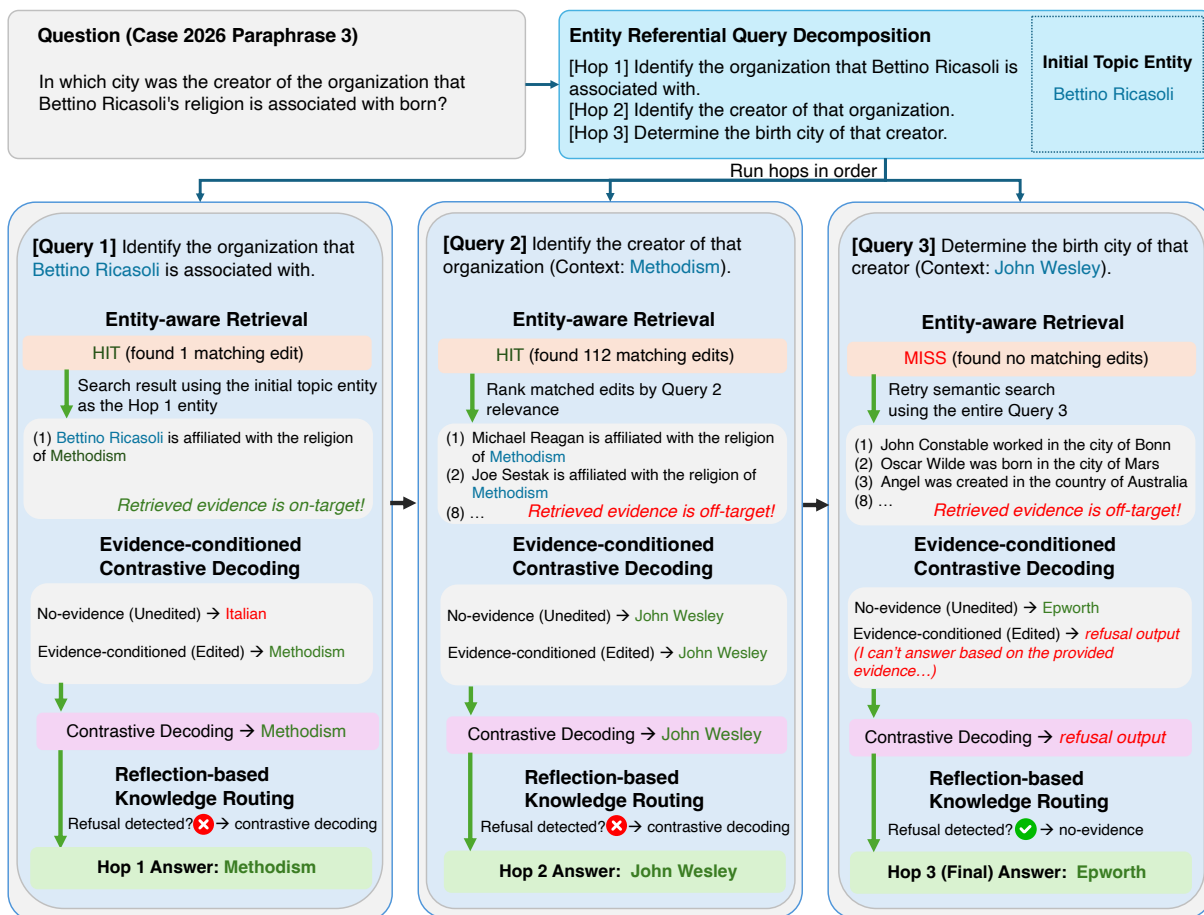 Question (Case 2026 Paraphrase 3)
In which city was the creator of the organization that
Bettino Ricasoli's religion is associated with born?
Entity Referential Query Decomposition
[Hop 1] Identify the organization that Bettino Ricasoli is
associated with.
[Hop 2] Identify the creator of that organization.
[Hop 3] Determine the birth city of that creator.
Initial Topic Entity
Bettino Ricasoli
Run hops in order
[Query 1] Identify the organization that
Bettino Ricasoli is associated with.
Entity-aware Retrieval
HIT (found 1 matching edit)
Search result using the initial topic entity
as the Hop 1 entity
(1) Bettino Ricasoli is affiliated with the religion
of Methodism
Retrieved evidence is on-target!
Evidence-conditioned
Contrastive Decoding
No-evidence (Unedited) → Italian
Evidence-conditioned (Edited) → Methodism
Contrastive Decoding → Methodism
Reflection-based
Knowledge Routing
Refusal detected? → contrastive decoding
Hop 1 Answer: Methodism
[Query 2] Identify the creator of that
organization (Context: Methodism).
Entity-aware Retrieval
HIT (found 112 matching edits)
Rank matched edits by Query 2
relevance
(1) Michael Reagan is affiliated with the religion
of Methodism
(2) Joe Sestak is affiliated with the religion of
Methodism
(8) …
Retrieved evidence is off-target!
Evidence-conditioned
Contrastive Decoding
No-evidence (Unedited) → John Wesley
Evidence-conditioned (Edited) → John Wesley
Contrastive Decoding → John Wesley
Reflection-based
Knowledge Routing
Refusal detected? → contrastive decoding
Hop 2 Answer: John Wesley
[Query 3] Determine the birth city of that
creator (Context: John Wesley).
Entity-aware Retrieval
MISS (found no matching edits)
Retry semantic search
using the entire Query 3
(1) John Constable worked in the city of Bonn
(2) Oscar Wilde was born in the city of Mars
(3) Angel was created in the country of Australia
(8) …
Retrieved evidence is off-target!
Evidence-conditioned
Contrastive Decoding
No-evidence (Unedited) → Epworth
Evidence-conditioned (Edited) → refusal output
(I can't answer based on the provided
evidence…)
Contrastive Decoding → refusal output
Reflection-based
Knowledge Routing
Refusal detected? → no-evidence
Hop 3 (Final) Answer: Epworth